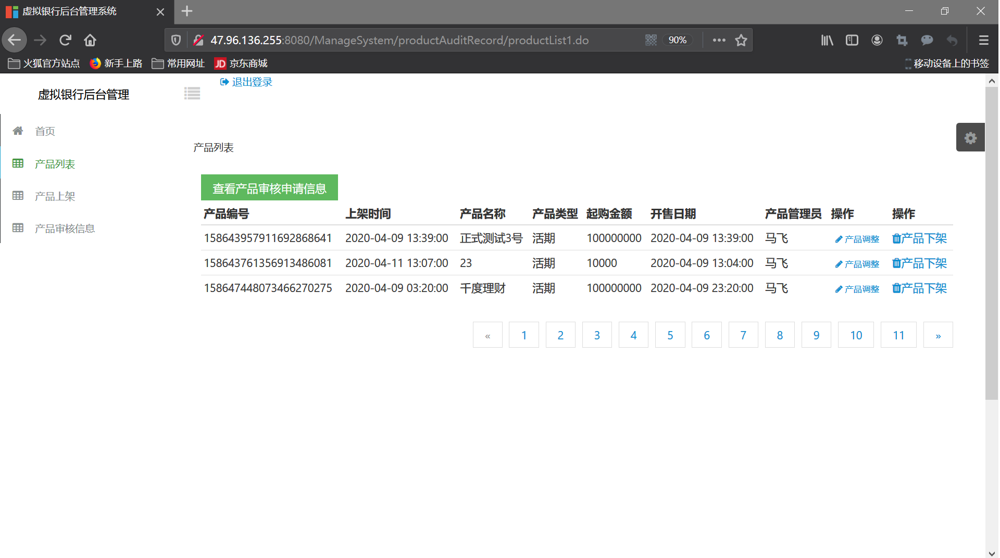 虚拟银行后台管理系统
47.96.136.255:8080/ManageSystem/productAuditRecord/productList1.do 90%
火狐官方站点 新手上路 常用网址 JD 京东商城 移动设备上的书签
退出登录
虚拟银行后台管理
首页
产品列表
产品上架
产品审核信息
产品列表
查看产品审核申请信息
产品编号 上架时间 产品名称 产品类型 起购金额 开售日期 产品管理员 操作 操作
158643957911692868641 2020-04-09 13:39:00 正式测试3号 活期 100000000 2020-04-09 13:39:00 马飞 产品调整 产品下架
158643761356913486081 2020-04-11 13:07:00 23 活期 10000 2020-04-09 13:04:00 马飞 产品调整 产品下架
158647448073466270275 2020-04-09 03:20:00 千度理财 活期 100000000 2020-04-09 23:20:00 马飞 产品调整 产品下架
« 1 2 3 4 5 6 7 8 9 10 11 »